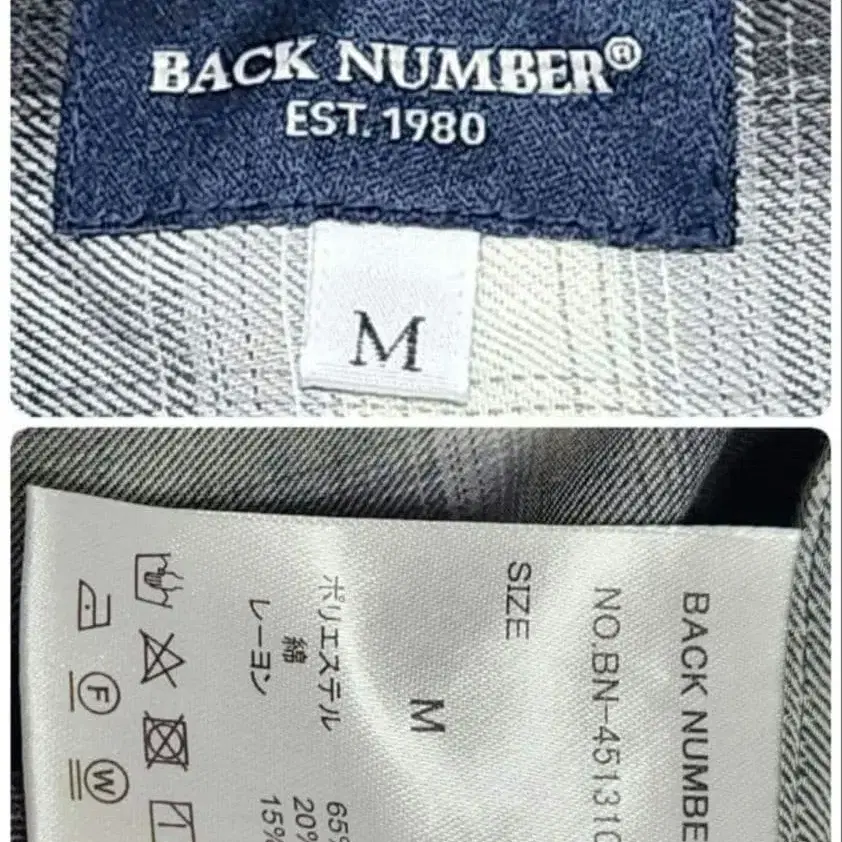 BACK NUMBER®
EST. 1980
M
BACK NUMBE
NO.BN-451310
SIZE
M
ポリエステル 65%
綿 20%
レーヨン 15%
F
W